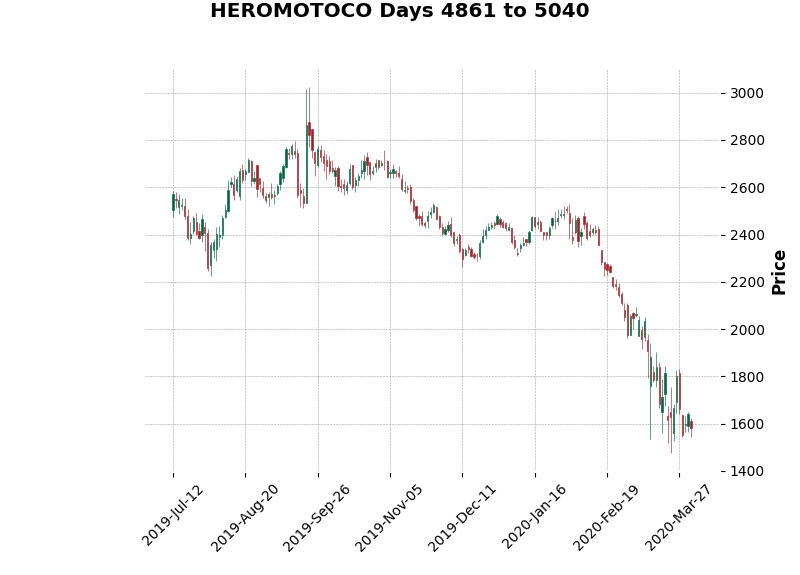 HEROMOTOCO Days 4861 to 5040
3000
2800
2600
2400
2200
2000
1800
1600
1400
Price
2019-Jul-12
2019-Aug-20
2019-Sep-26
2019-Nov-05
2019-Dec-11
2020-Jan-16
2020-Feb-19
2020-Mar-27